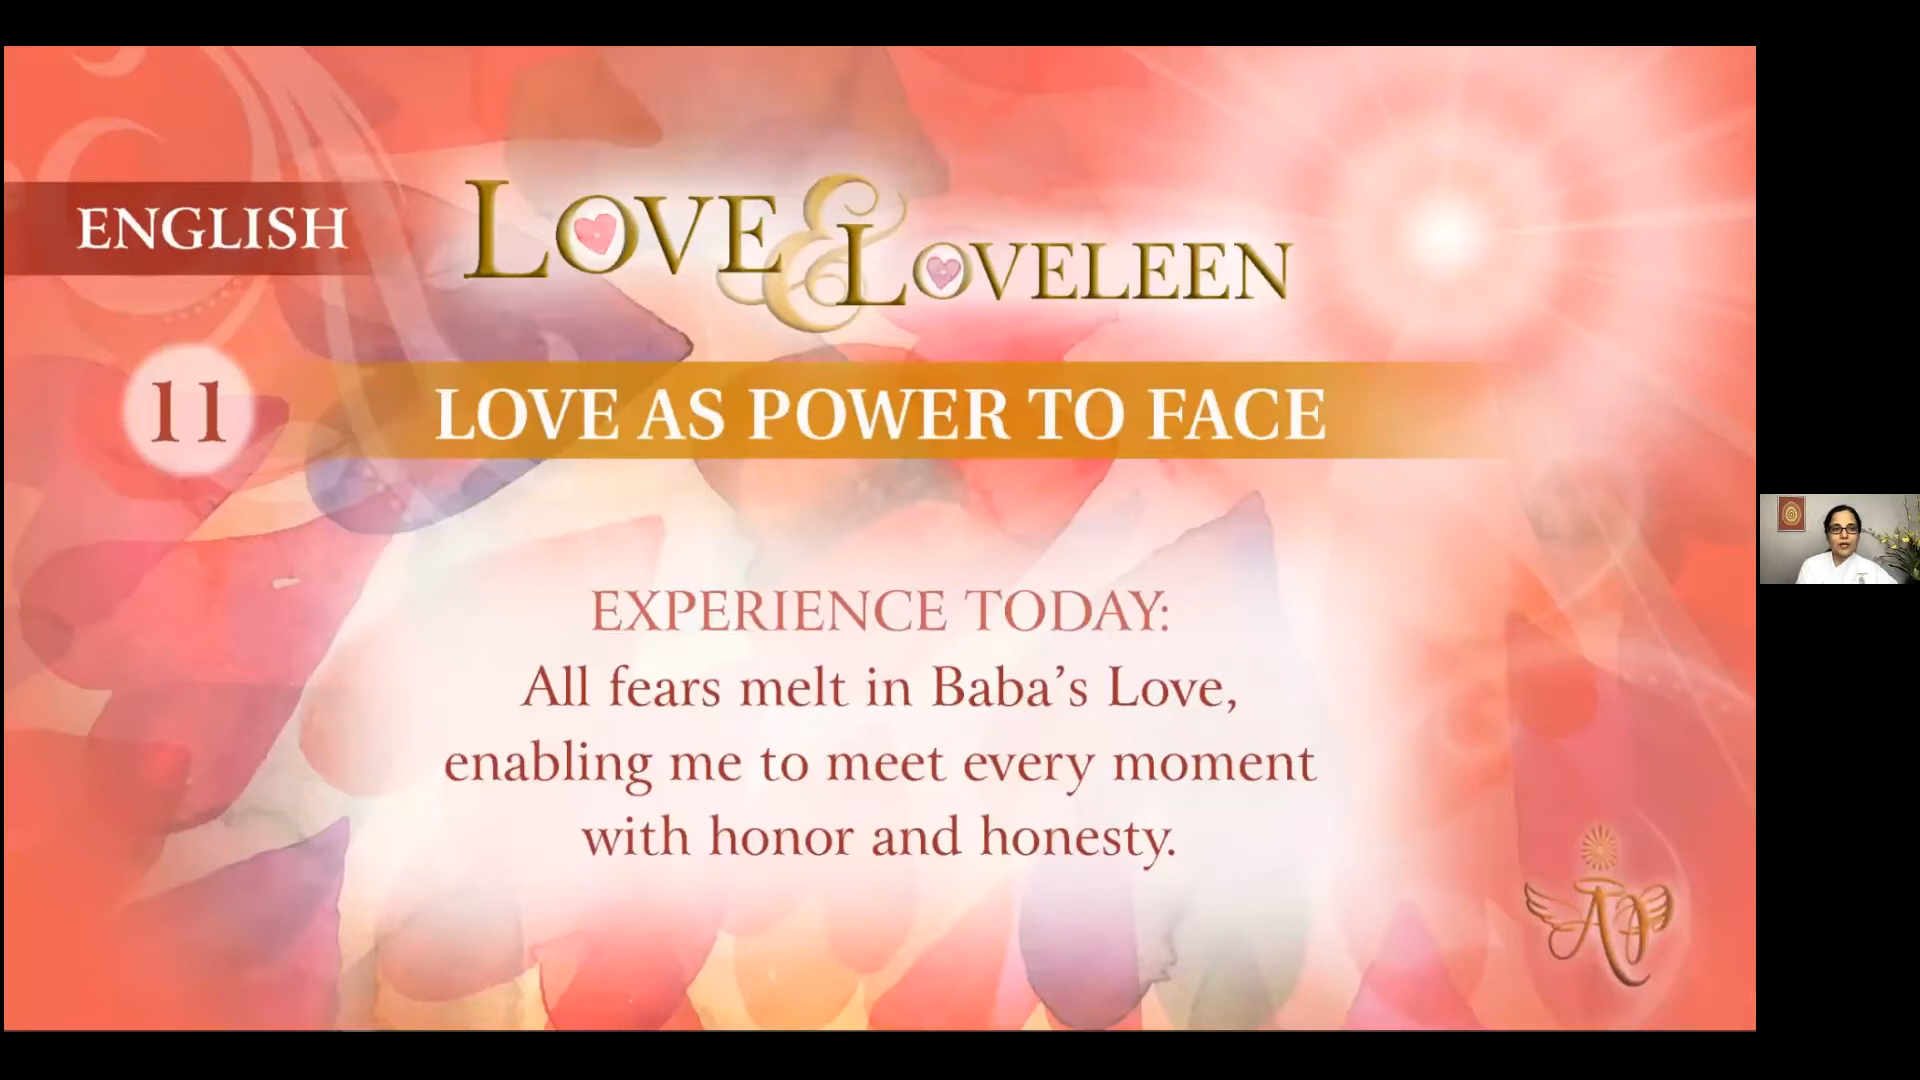 ENGLISH
LOVE & LOVELEEN
11
LOVE AS POWER TO FACE
EXPERIENCE TODAY:
All fears melt in Baba's Love,
enabling me to meet every moment
with honor and honesty.